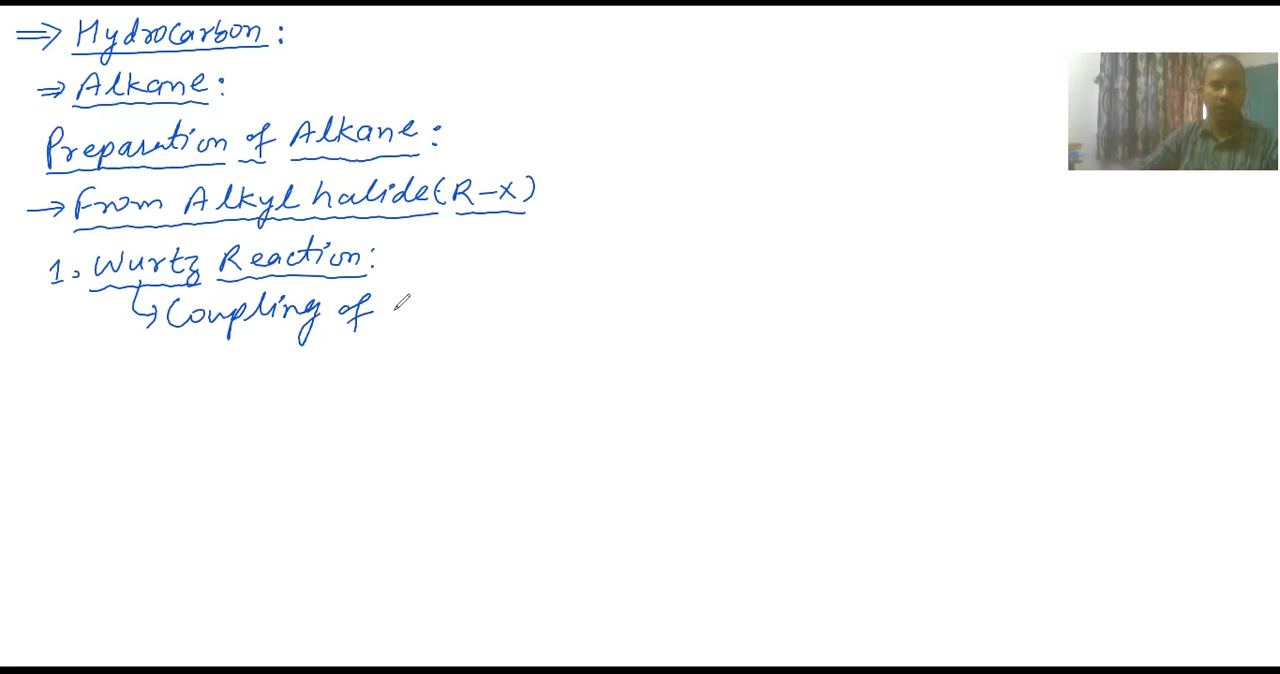 ⇒ Hydrocarbon :
⇒ Alkane :
Preparation of Alkane :
→ From Alkyl halide (R-X)
1. Wurtz Reaction :
↳ Coupling of